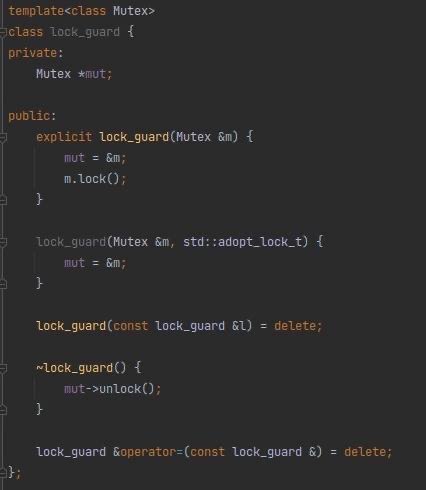 template<class Mutex>
class lock_guard {
private:
    Mutex *mut;

public:
    explicit lock_guard(Mutex &m) {
        mut = &m;
        m.lock();
    }

    lock_guard(Mutex &m, std::adopt_lock_t) {
        mut = &m;
    }

    lock_guard(const lock_guard &l) = delete;

    ~lock_guard() {
        mut->unlock();
    }

    lock_guard &operator=(const lock_guard &) = delete;
};